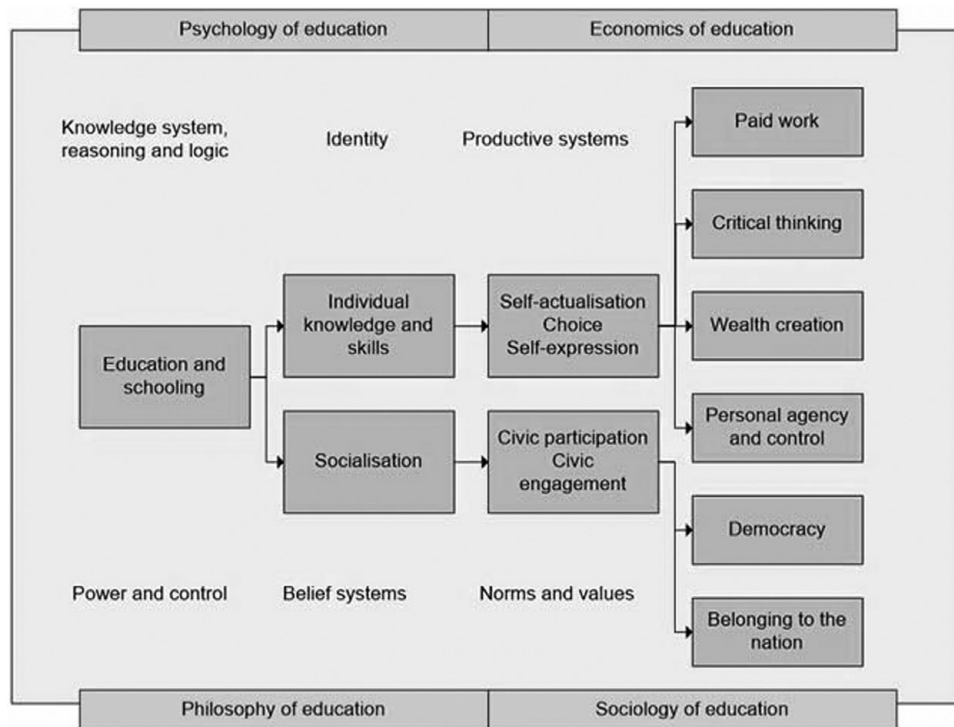 Psychology of education
Economics of education
Knowledge system,
reasoning and logic
Identity
Productive systems
Paid work
Critical thinking
Individual
knowledge and
skills
Self-actualisation
Choice
Self-expression
Wealth creation
Education and
schooling
Personal agency
and control
Socialisation
Civic participation
Civic
engagement
Democracy
Power and control
Belief systems
Norms and values
Belonging to the
nation
Philosophy of education
Sociology of education